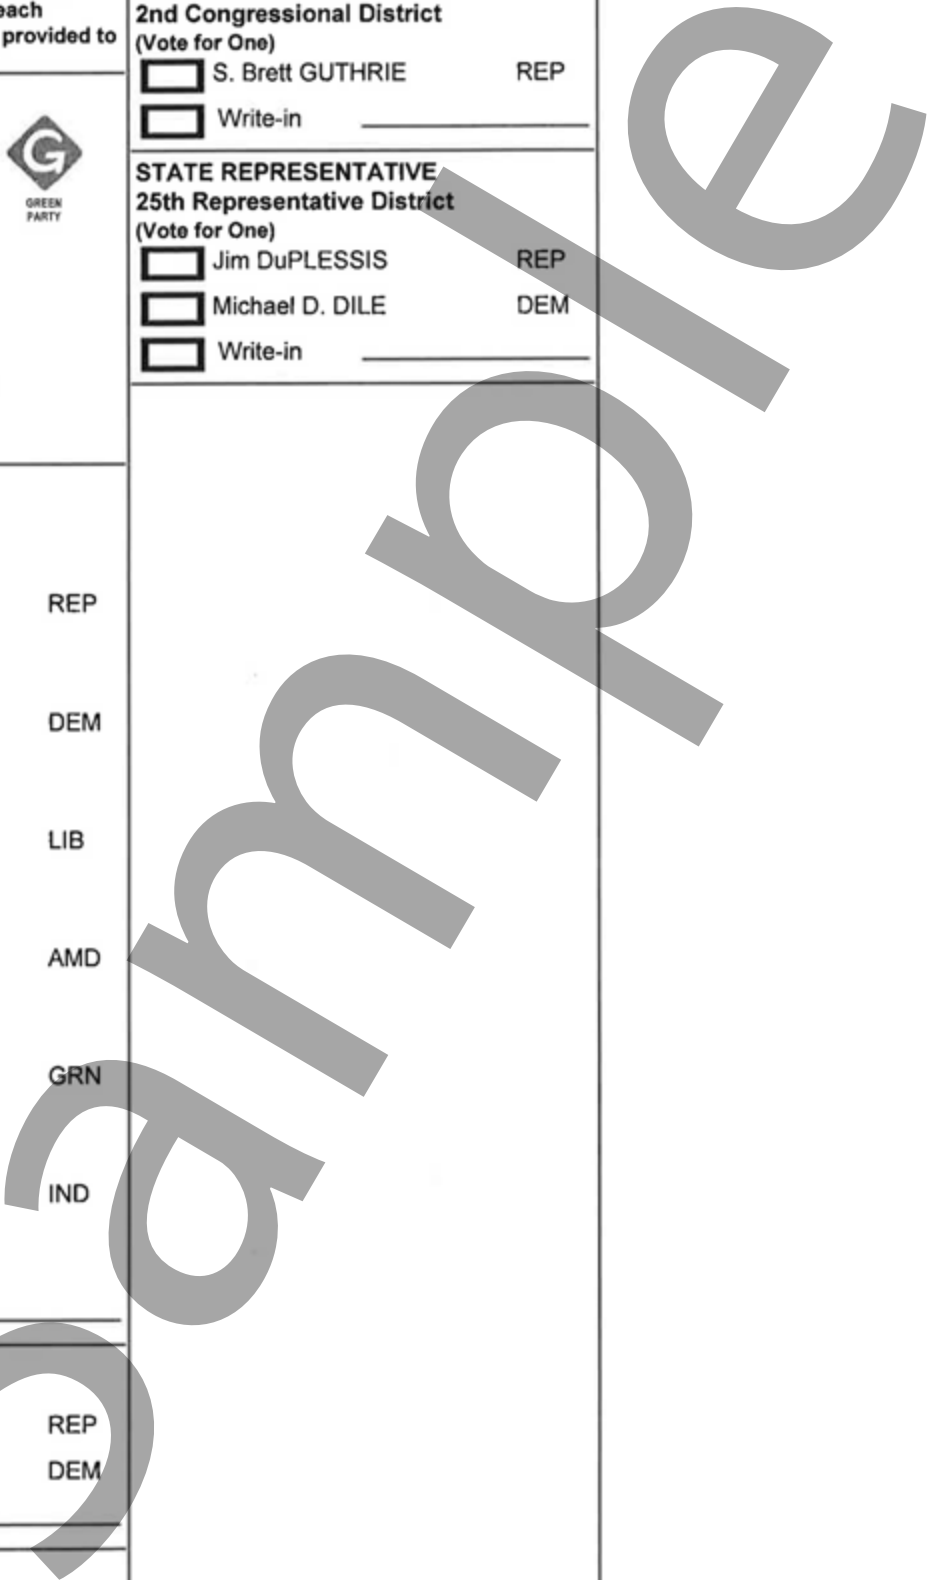 each
provided to
G
GREEN
PARTY
REP
DEM
LIB
AMD
GRN
IND
REP
DEM
2nd Congressional District
(Vote for One)
S. Brett GUTHRIE REP
Write-in
STATE REPRESENTATIVE
25th Representative District
(Vote for One)
Jim DuPLESSIS REP
Michael D. DILE DEM
Write-in
ample